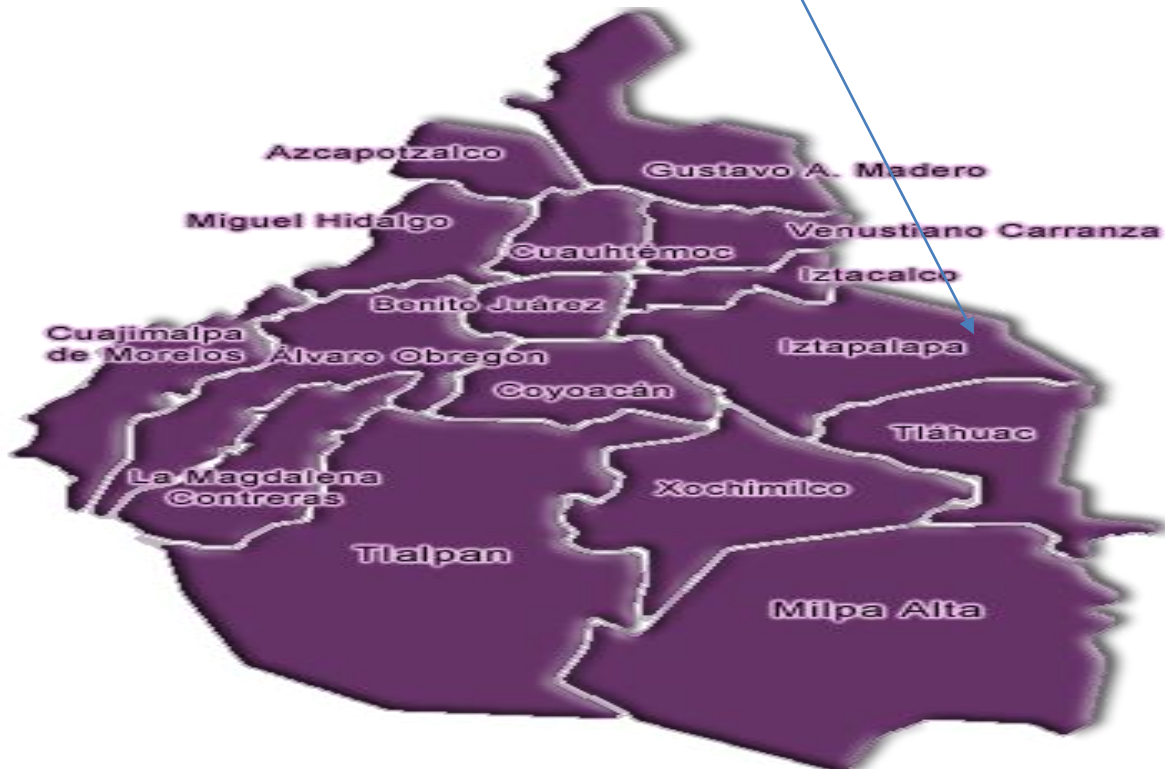 Azcapotzalco
Gustavo A. Madero
Miguel Hidalgo
Venustiano Carranza
Cuauhtémoc
Iztacalco
Benito Juárez
Cuajimalpa
de Morelos
Álvaro Obregón
Iztapalapa
Coyoacán
Tláhuac
La Magdalena
Contreras
Xochimilco
Tlalpan
Milpa Alta